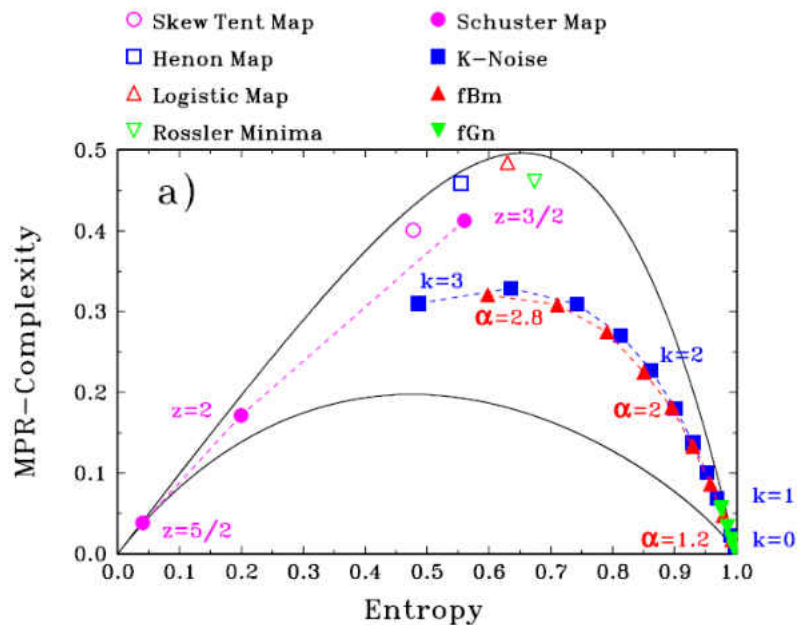 Skew Tent Map
Schuster Map
Henon Map
K-Noise
Logistic Map
fBm
Rossler Minima
fGn
a)
0.5
0.4
0.3
0.2
0.1
0.0
MPR-Complexity
z=3/2
k=3
α=2.8
k=2
z=2
α=2
k=1
z=5/2
α=1.2
k=0
0.0 0.1 0.2 0.3 0.4 0.5 0.6 0.7 0.8 0.9 1.0
Entropy